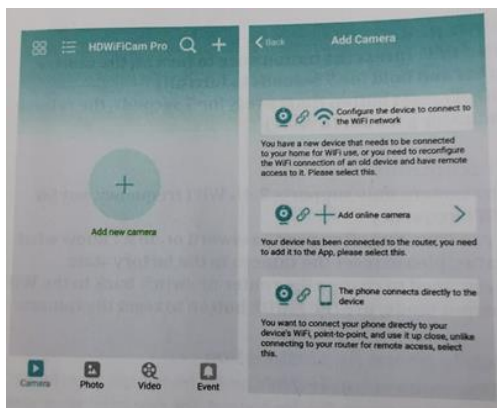 HDWiFiCam Pro
Add new camera
Camera
Photo
Video
Event
Back
Add Camera
Configure the device to connect to
the WiFi network
You have a new device that needs to be connected
to your home for WiFi use, or you need to reconfigure
the WiFi connection of an old device and have remote
access to it. Please select this.
Add online camera
Your device has been connected to the router, you need
to add it to the App, please select this.
The phone connects directly to the
device
You want to connect your phone directly to your
device's WiFi, point-to-point, and use it up close, unlike
connecting to your router for remote access, select
this.